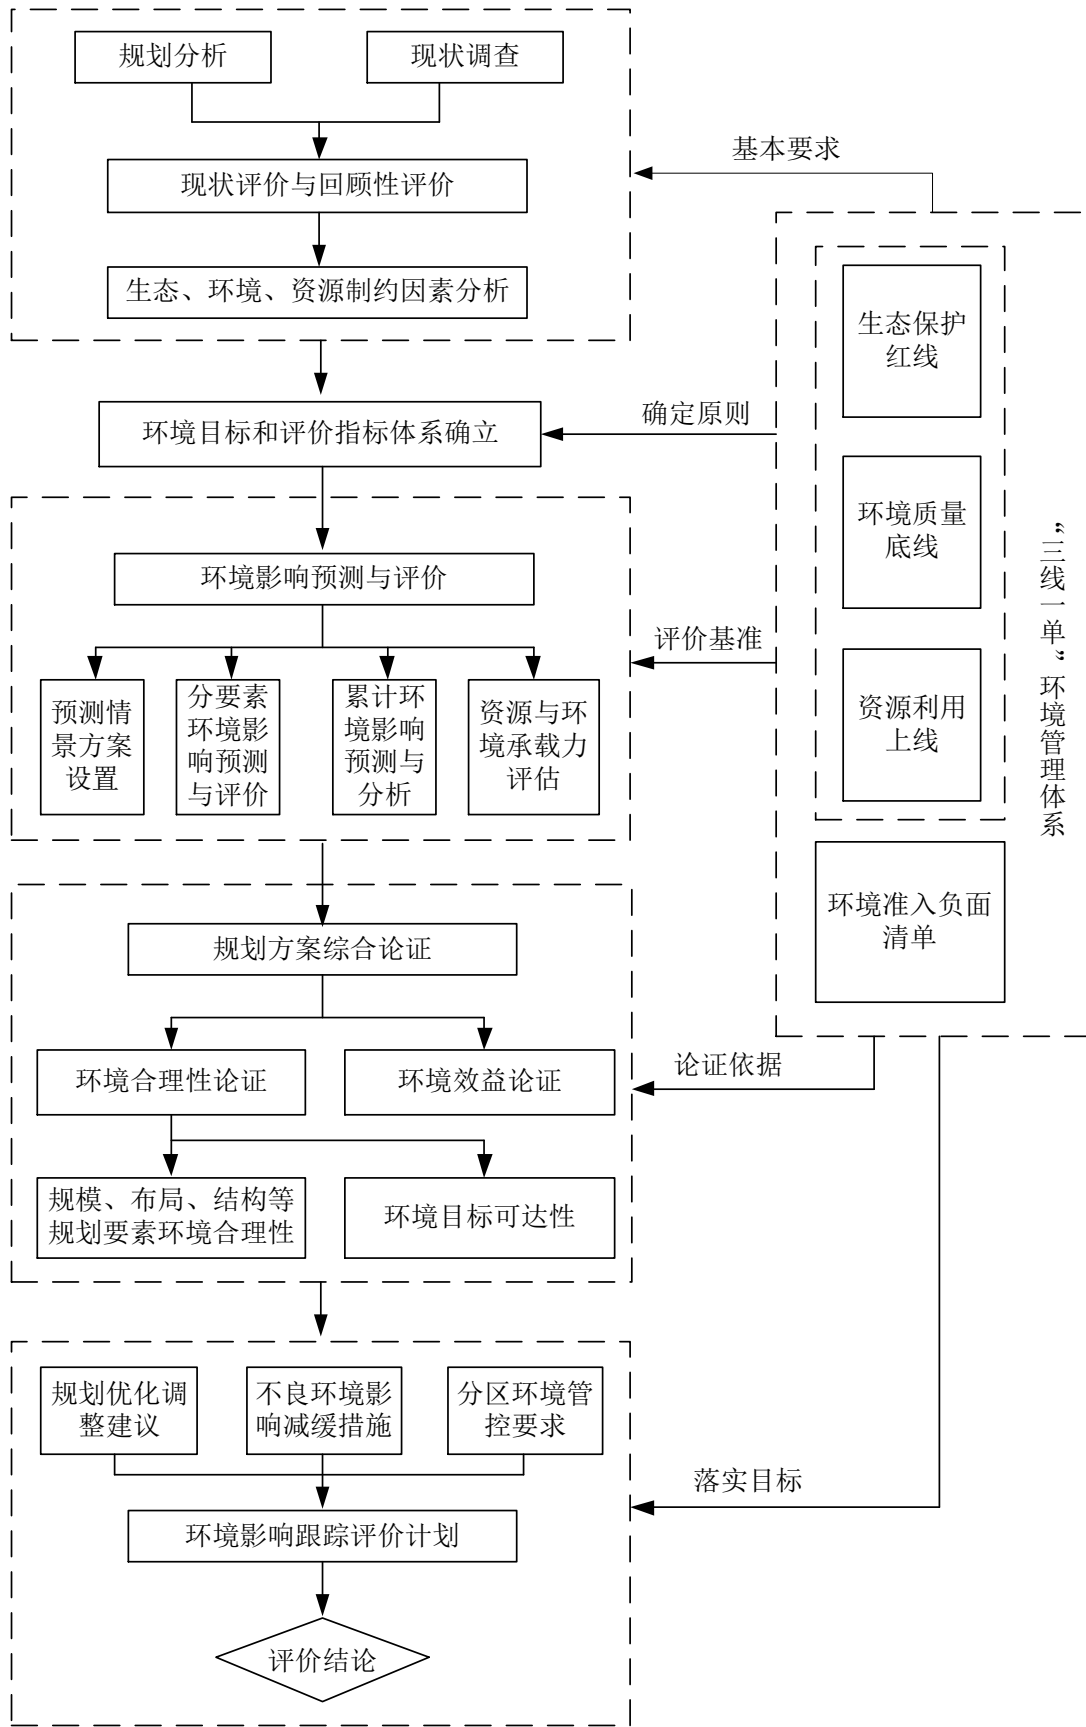 规划分析
现状调查
现状评价与回顾性评价
生态、环境、资源制约因素分析
基本要求
环境目标和评价指标体系确立
确定原则
环境影响预测与评价
预测情
景方案
设置
分要素
环境影
响预测
与评价
累计环
境影响
预测与
分析
资源与环
境承载力
评估
评价基准
规划方案综合论证
环境合理性论证
环境效益论证
规模、布局、结构等
规划要素环境合理性
环境目标可达性
论证依据
规划优化调
整建议
不良环境影
响减缓措施
分区环境管
控要求
环境影响跟踪评价计划
评价结论
落实目标
生态保护
红线
环境质量
底线
资源利用
上线
环境准入负面
清单
“三线一单”环境管理体系